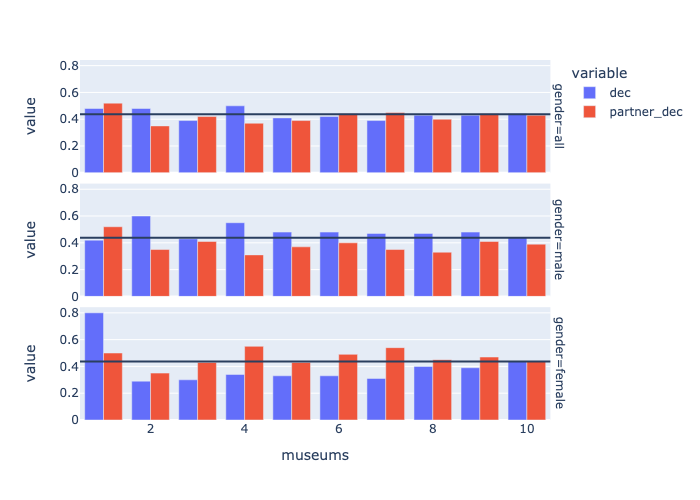 variable
dec
partner_dec
value
0.8
0.6
0.4
0.2
0
gender=all
value
0.8
0.6
0.4
0.2
0
gender=male
value
0.8
0.6
0.4
0.2
0
gender=female
2 4 6 8 10
museums